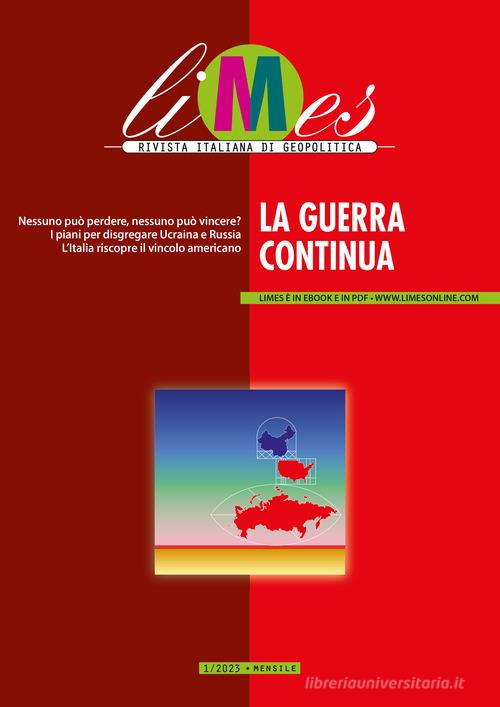 liMes
RIVISTA ITALIANA DI GEOPOLITICA
Nessuno può perdere, nessuno può vincere?
I piani per disgregare Ucraina e Russia
L'Italia riscopre il vincolo americano
LA GUERRA
CONTINUA
LIMES È IN EBOOK E IN PDF • WWW.LIMESONLINE.COM
1/2023 • MENSILE
libreriauniversitaria.it